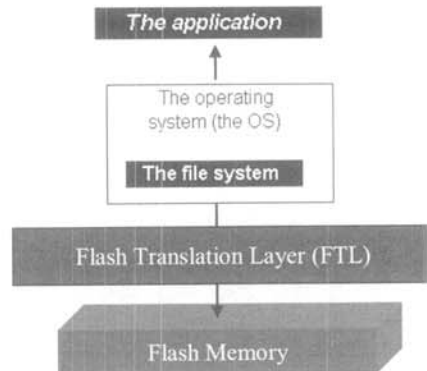 The application
The operating
system (the OS)
The file system
Flash Translation Layer (FTL)
Flash Memory